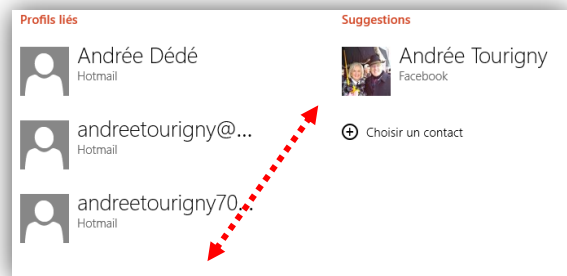 Profils liés
Andrée Dédé
Hotmail
andreetourigny@...
Hotmail
andreetourigny70...
Hotmail
Suggestions
Andrée Tourigny
Facebook
Choisir un contact